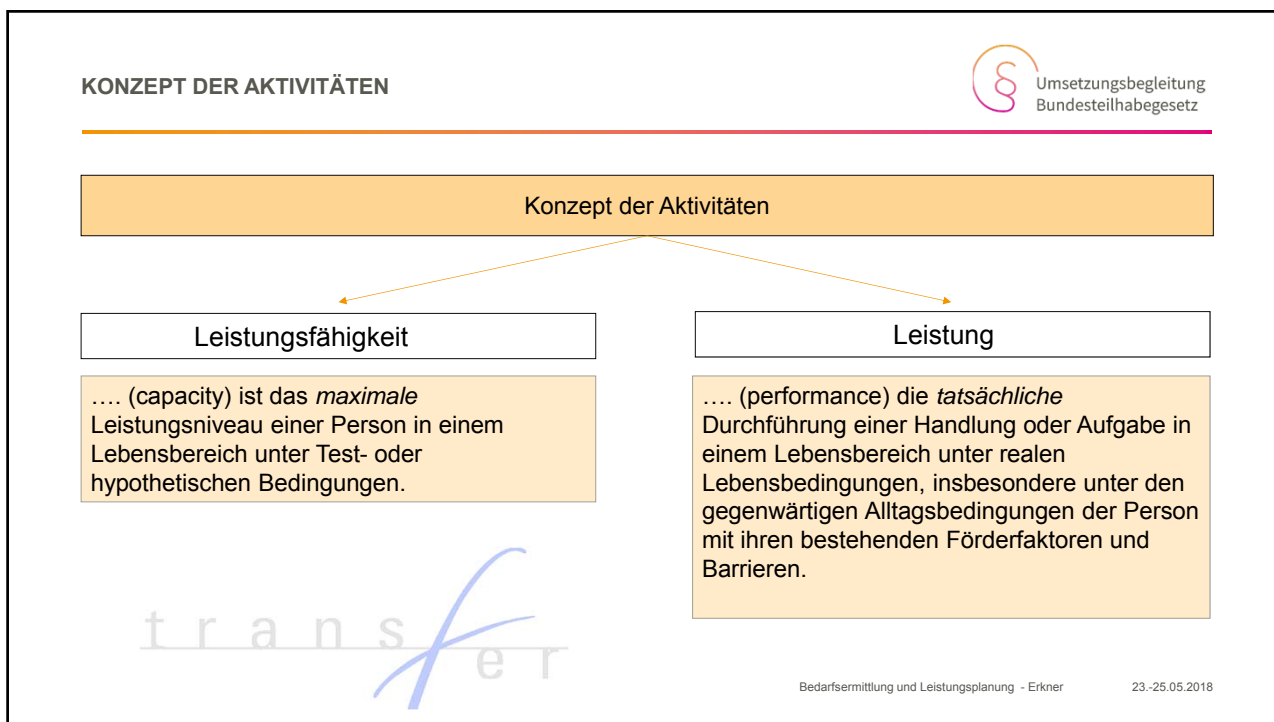 KONZEPT DER AKTIVITÄTEN
Umsetzungsbegleitung
Bundesteilhabegesetz
Konzept der Aktivitäten
Leistungsfähigkeit
…. (capacity) ist das maximale
Leistungsniveau einer Person in einem
Lebensbereich unter Test- oder
hypothetischen Bedingungen.
Leistung
…. (performance) die tatsächliche
Durchführung einer Handlung oder Aufgabe in
einem Lebensbereich unter realen
Lebensbedingungen, insbesondere unter den
gegenwärtigen Alltagsbedingungen der Person
mit ihren bestehenden Förderfaktoren und
Barrieren.
transfer
Bedarfsermittlung und Leistungsplanung - Erkner 23.-25.05.2018